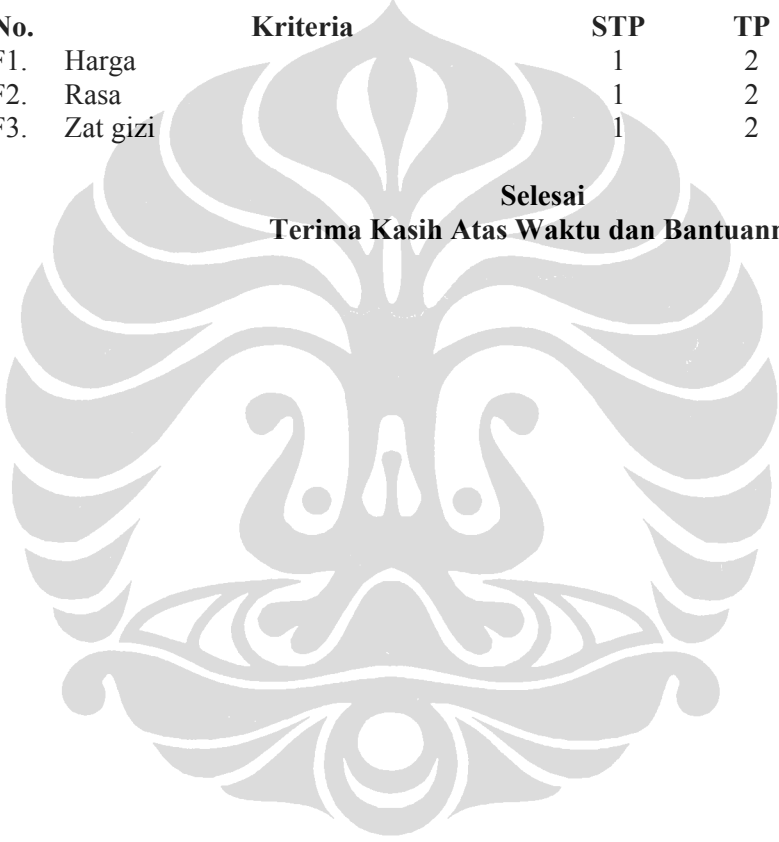 No. Kriteria STP TP
F1. Harga 1 2
F2. Rasa 1 2
F3. Zat gizi 1 2
Selesai
Terima Kasih Atas Waktu dan